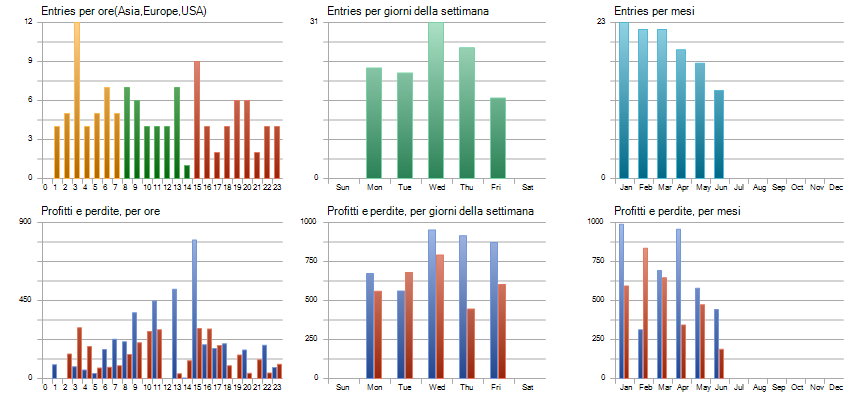 Entries per ore(Asia,Europe,USA)
12
9
6
3
0
0 1 2 3 4 5 6 7 8 9 10 11 12 13 14 15 16 17 18 19 20 21 22 23
Entries per giorni della settimana
31
0
Sun Mon Tue Wed Thu Fri Sat
Entries per mesi
23
0
Jan Feb Mar Apr May Jun Jul Aug Sep Oct Nov Dec
Profitti e perdite, per ore
900
450
0
0 1 2 3 4 5 6 7 8 9 10 11 12 13 14 15 16 17 18 19 20 21 22 23
Profitti e perdite, per giorni della settimana
1000
750
500
250
0
Sun Mon Tue Wed Thu Fri Sat
Profitti e perdite, per mesi
1000
750
500
250
0
Jan Feb Mar Apr May Jun Jul Aug Sep Oct Nov Dec